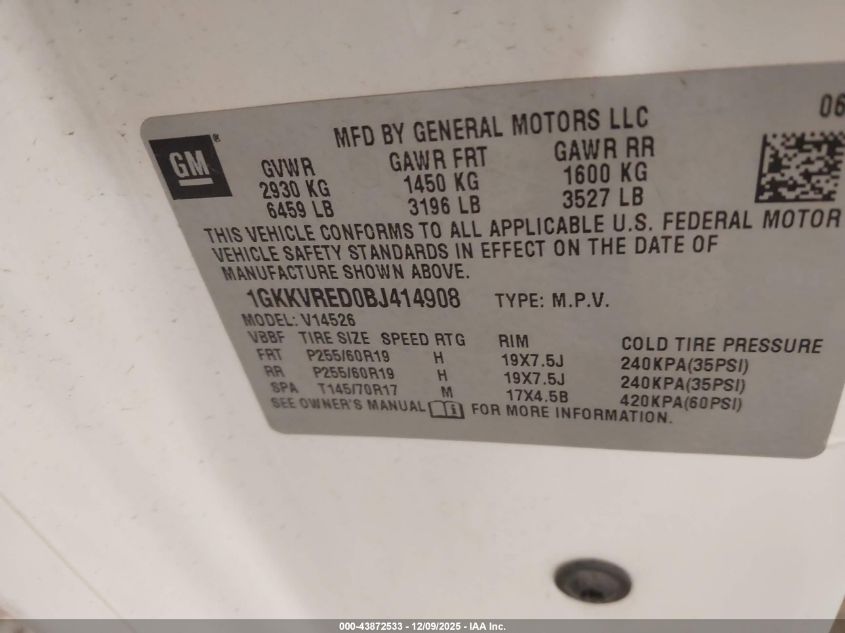 06
MFD BY GENERAL MOTORS LLC
GM®
GVWR GAWR FRT GAWR RR
2930 KG 1450 KG 1600 KG
6459 LB 3196 LB 3527 LB
THIS VEHICLE CONFORMS TO ALL APPLICABLE U.S. FEDERAL MOTOR
VEHICLE SAFETY STANDARDS IN EFFECT ON THE DATE OF
MANUFACTURE SHOWN ABOVE.
1GKKVRED0BJ414908 TYPE: M.P.V.
MODEL: V14526
VBBF TIRE SIZE SPEED RTG RIM COLD TIRE PRESSURE
FRT P255/60R19 H 19X7.5J 240KPA(35PSI)
RR P255/60R19 H 19X7.5J 240KPA(35PSI)
SPA T145/70R17 M 17X4.5B 420KPA(60PSI)
SEE OWNER'S MANUAL FOR MORE INFORMATION.
000-43872533 - 12/09/2025 - IAA Inc.